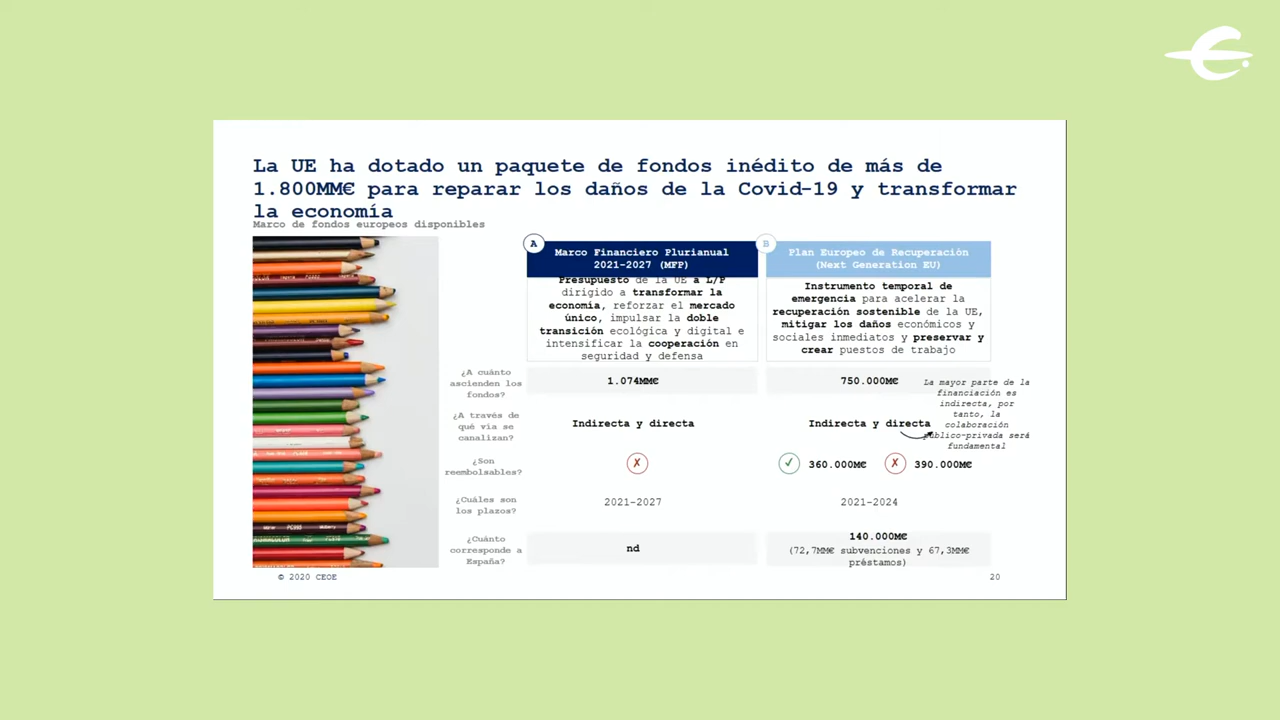 La UE ha dotado un paquete de fondos inédito de más de
1.800MM€ para reparar los daños de la Covid-19 y transformar
la economía
Marco de fondos europeos disponibles
A
Marco Financiero Plurianual
2021-2027 (MFP)
Presupuesto de la UE a L/P
dirigido a transformar la
economía, reforzar el mercado
único, impulsar la doble
transición ecológica y digital e
intensificar la cooperación en
seguridad y defensa
B
Plan Europeo de Recuperación
(Next Generation EU)
Instrumento temporal de
emergencia para acelerar la
recuperación sostenible de la UE,
mitigar los daños económicos y
sociales inmediatos y preservar y
crear puestos de trabajo
¿A cuánto
ascienden los
fondos?
1.074MM€
750.000M€
La mayor parte de la
financiación es
indirecta, por
tanto, la
colaboración
público-privada será
fundamental
¿A través de
qué vía se
canalizan?
Indirecta y directa
Indirecta y directa
¿Son
reembolsables?
✗
✓ 360.000M€ ✗ 390.000M€
¿Cuáles son
los plazos?
2021-2027
2021-2024
¿Cuánto
corresponde a
España?
nd
140.000M€
(72,7MM€ subvenciones y 67,3MM€
préstamos)
© 2020 CEOE
20